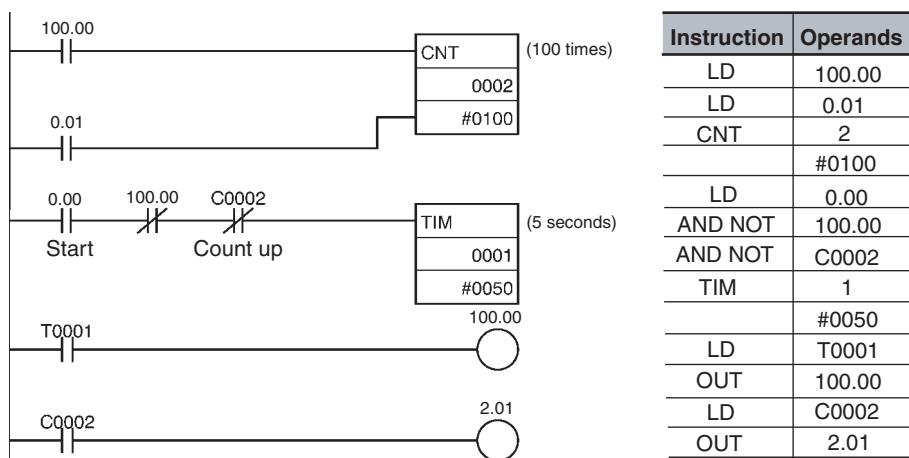 100.00
CNT (100 times)
0002
#0100
0.01
0.00 100.00 C0002
Start Count up
TIM (5 seconds)
0001
#0050
100.00
T0001
2.01
C0002
Instruction Operands
LD 100.00
LD 0.01
CNT 2
#0100
LD 0.00
AND NOT 100.00
AND NOT C0002
TIM 1
#0050
LD T0001
OUT 100.00
LD C0002
OUT 2.01